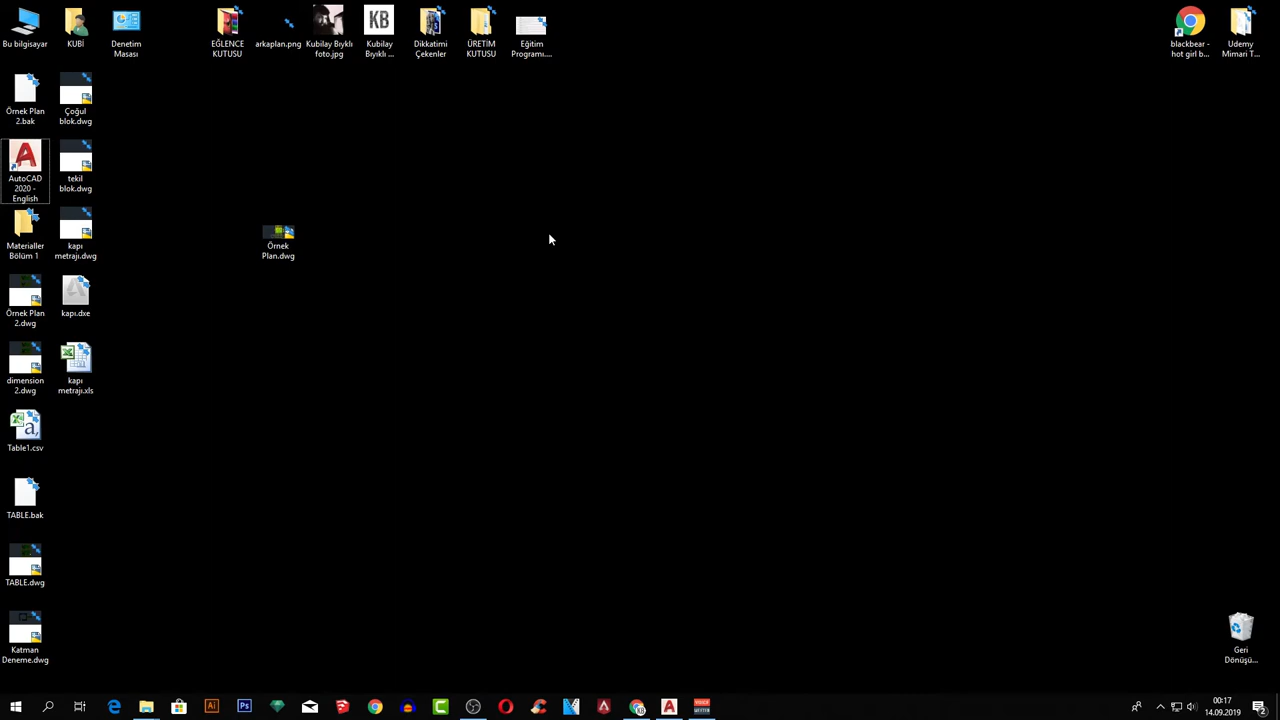 Bu bilgisayar
KUBİ
Denetim
Masası
EĞLENCE
KUTUSU
arkaplan.png
Kubilay Bıyıklı
foto.jpg
KB
Kubilay
Bıyıklı ...
Dikkatimi
Çekenler
ÜRETİM
KUTUSU
Eğitim
Programı....
blackbear -
hot girl b...
Udemy
Mimari T...
Örnek Plan
2.bak
Çoğul
blok.dwg
AutoCAD
2020 -
English
tekil
blok.dwg
Materialler
Bölüm 1
kapı
metrajı.dwg
Örnek
Plan.dwg
Örnek Plan
2.dwg
kapı.dxe
dimension
2.dwg
kapı
metrajı.xls
Table1.csv
TABLE.bak
TABLE.dwg
Katman
Deneme.dwg
Geri
Dönüşü...
Ai
Ps
00:17
14.09.2019